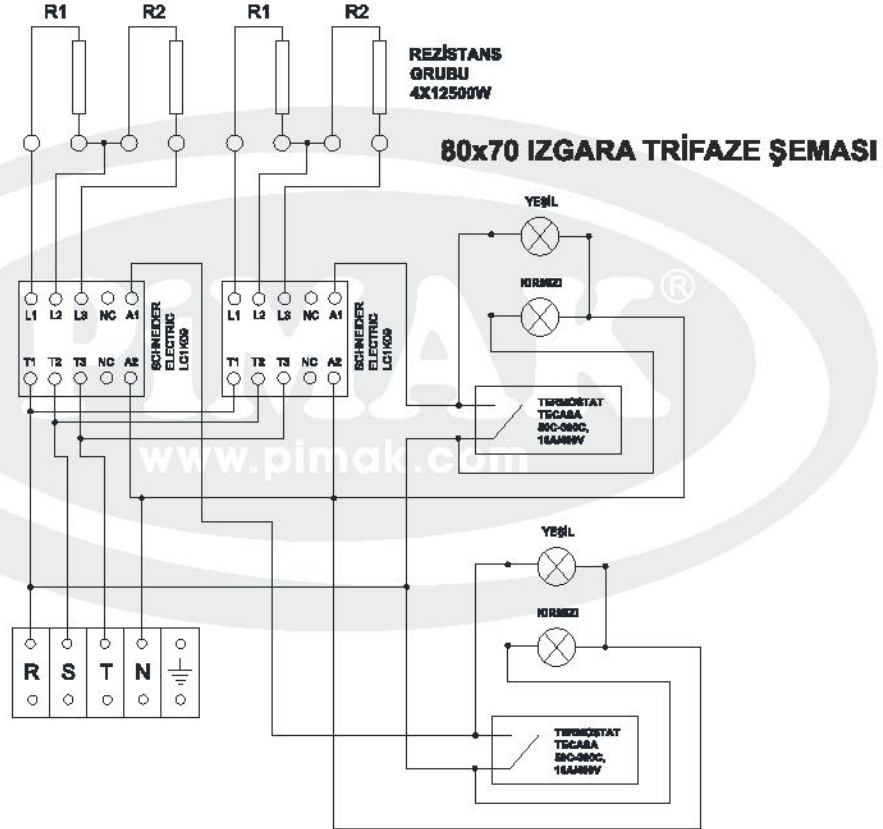 R1 R2 R1 R2
REZİSTANS
GRUBU
4X12500W
80x70 IZGARA TRİFAZE ŞEMASI
YEŞİL
KIRMIZI
PİMAK®
www.pimak.com
L1 L2 L3 NC A1
T1 T2 T3 NC A2
SCHNEIDER
ELECTRIC
LC1K09
L1 L2 L3 NC A1
T1 T2 T3 NC A2
SCHNEIDER
ELECTRIC
LC1K09
TERMOSTAT
TECASA
YEŞİL
KIRMIZI
R S T N
TERMOSTAT
TECASA